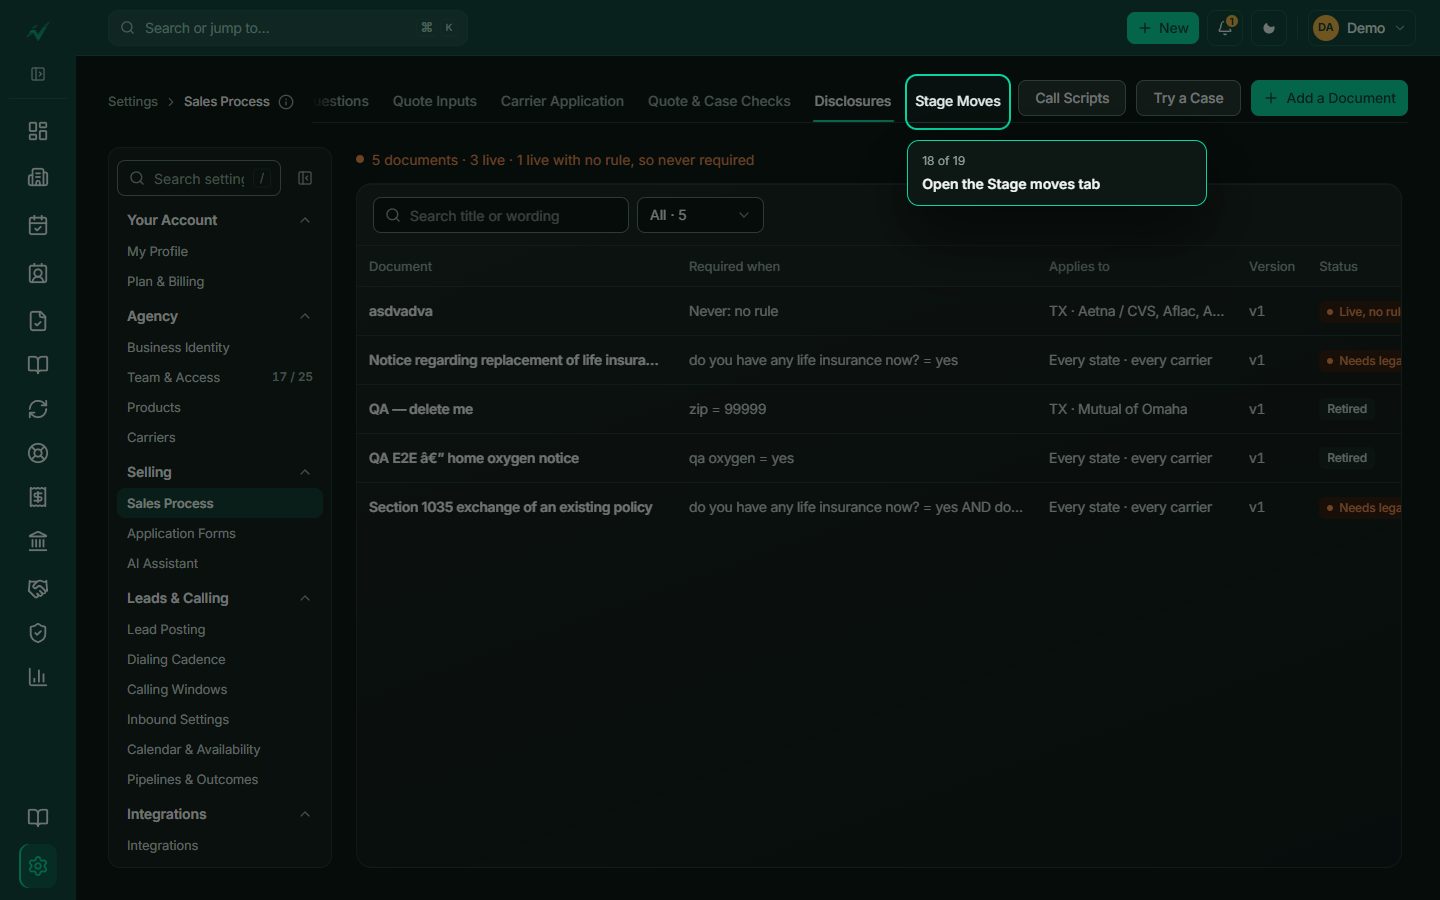 Search or jump to...
⌘ K
New
1
DA
Demo
Settings
Sales Process
uestions
Quote Inputs
Carrier Application
Quote & Case Checks
Disclosures
Stage Moves
Call Scripts
Try a Case
Add a Document
18 of 19
Open the Stage moves tab
Search setting
/
Your Account
My Profile
Plan & Billing
Agency
Business Identity
Team & Access 17 / 25
Products
Carriers
Selling
Sales Process
Application Forms
AI Assistant
Leads & Calling
Lead Posting
Dialing Cadence
Calling Windows
Inbound Settings
Calendar & Availability
Pipelines & Outcomes
Integrations
Integrations
5 documents · 3 live · 1 live with no rule, so never required
Search title or wording
All · 5
Document Required when Applies to Version Status
asdvadva Never: no rule TX · Aetna / CVS, Aflac, A... v1 Live, no rul
Notice regarding replacement of life insura... do you have any life insurance now? = yes Every state · every carrier v1 Needs lega
QA — delete me zip = 99999 TX · Mutual of Omaha v1 Retired
QA E2E â€” home oxygen notice qa oxygen = yes Every state · every carrier v1 Retired
Section 1035 exchange of an existing policy do you have any life insurance now? = yes AND do... Every state · every carrier v1 Needs lega